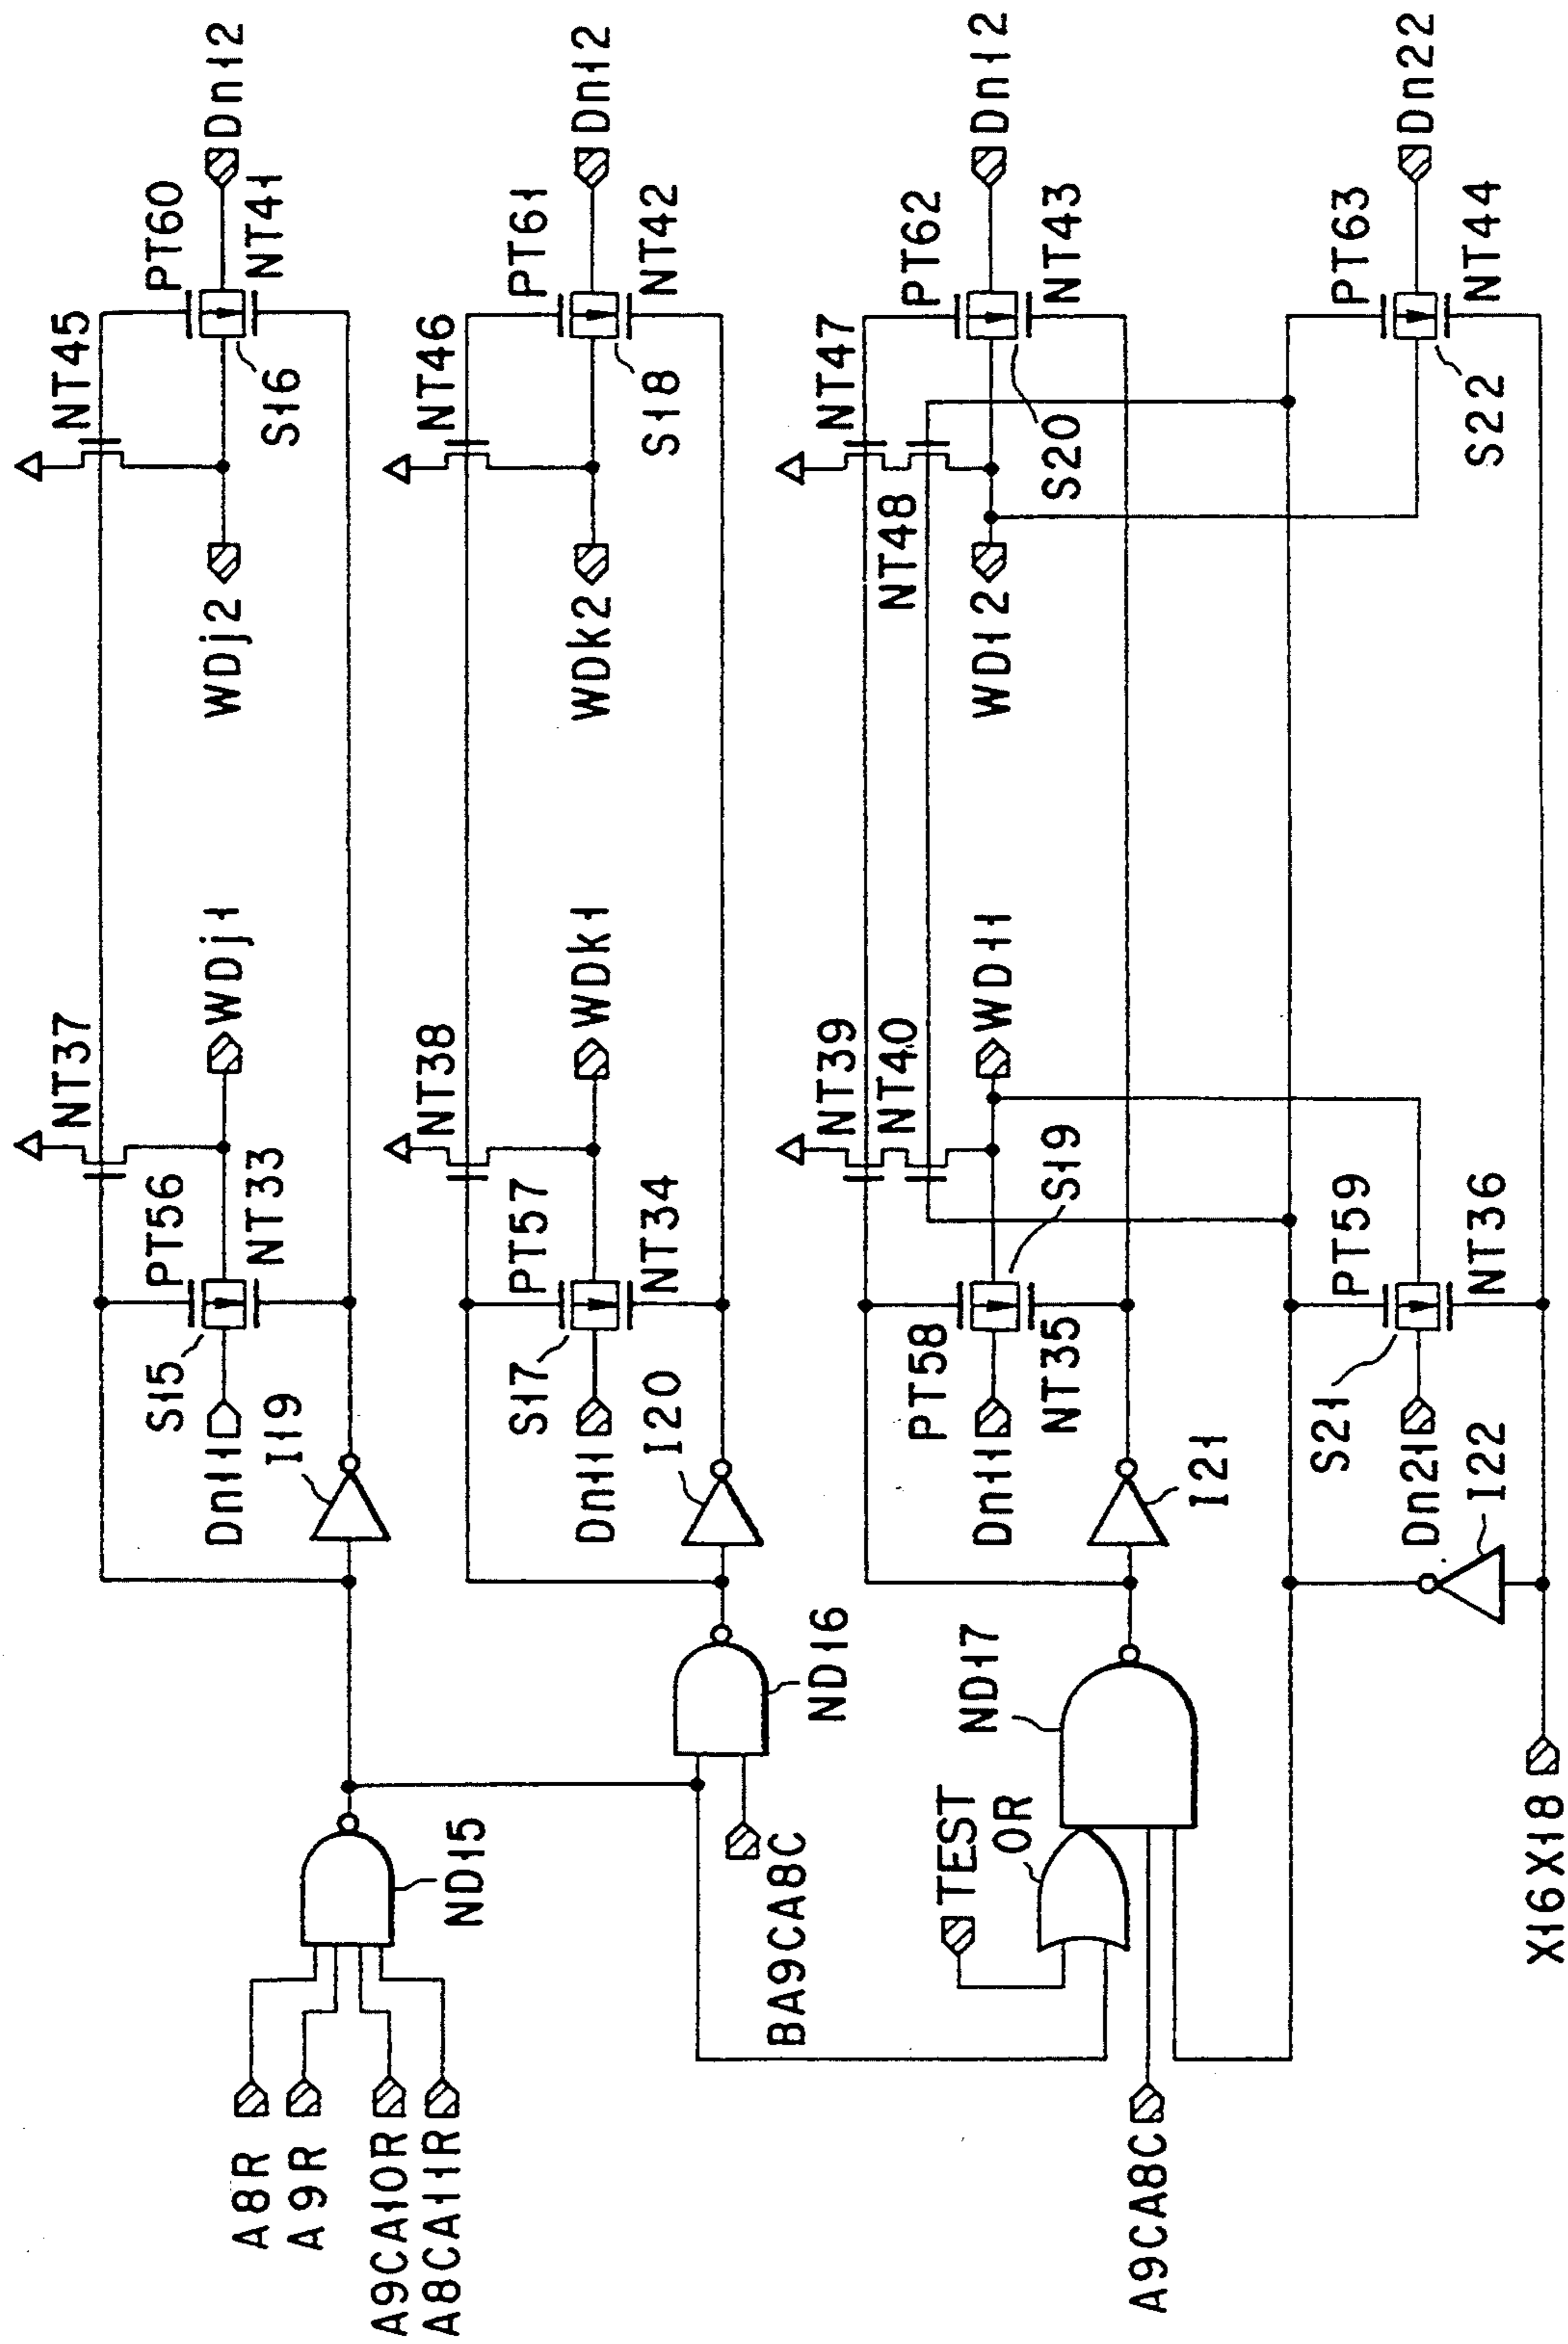 NT37
NT45
PT56
WDj1
WDj2
PT60
Dn12
S15
NT33
S16
NT41
Dn11
I19
A8R
A9R
A9CA10R
A8CA11R
ND15
NT38
NT46
PT57
WDk1
WDk2
PT61
Dn12
S17
NT34
S18
NT42
Dn11
I20
ND16
BA9CA8C
NT39
NT40
NT47
NT48
PT58
WD11
WD12
PT62
Dn12
S19
NT35
S20
NT43
Dn11
I21
ND17
TEST
OR
A9CA8C
PT59
PT63
Dn22
S21
NT36
S22
NT44
Dn21
I22
X16X18